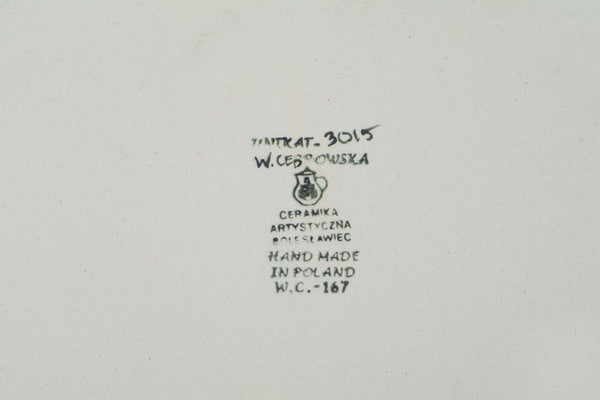 UNIKAT- 3015
W. CEBROWSKA
CERAMIKA
ARTYSTYCZNA
BOLESŁAWIEC
HAND MADE
IN POLAND
W.C.-167